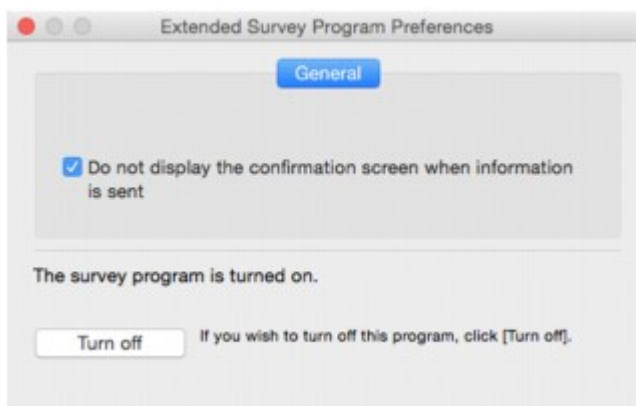 Extended Survey Program Preferences
General
Do not display the confirmation screen when information
is sent
The survey program is turned on.
Turn off
If you wish to turn off this program, click [Turn off].